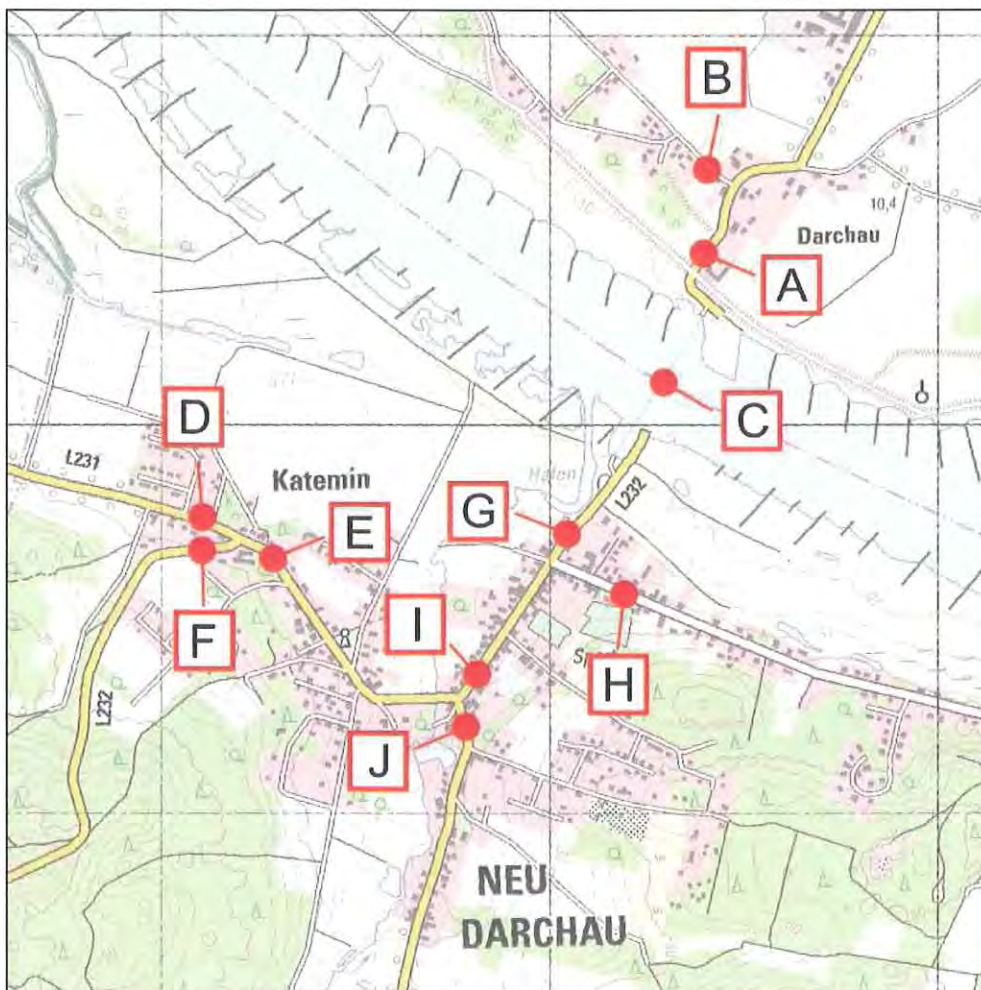 B
10,4
Darchau
A
C
D
L231
Katemin
Hafen
G
L232
E
F
I
H
L232
J
NEU
DARCHAU